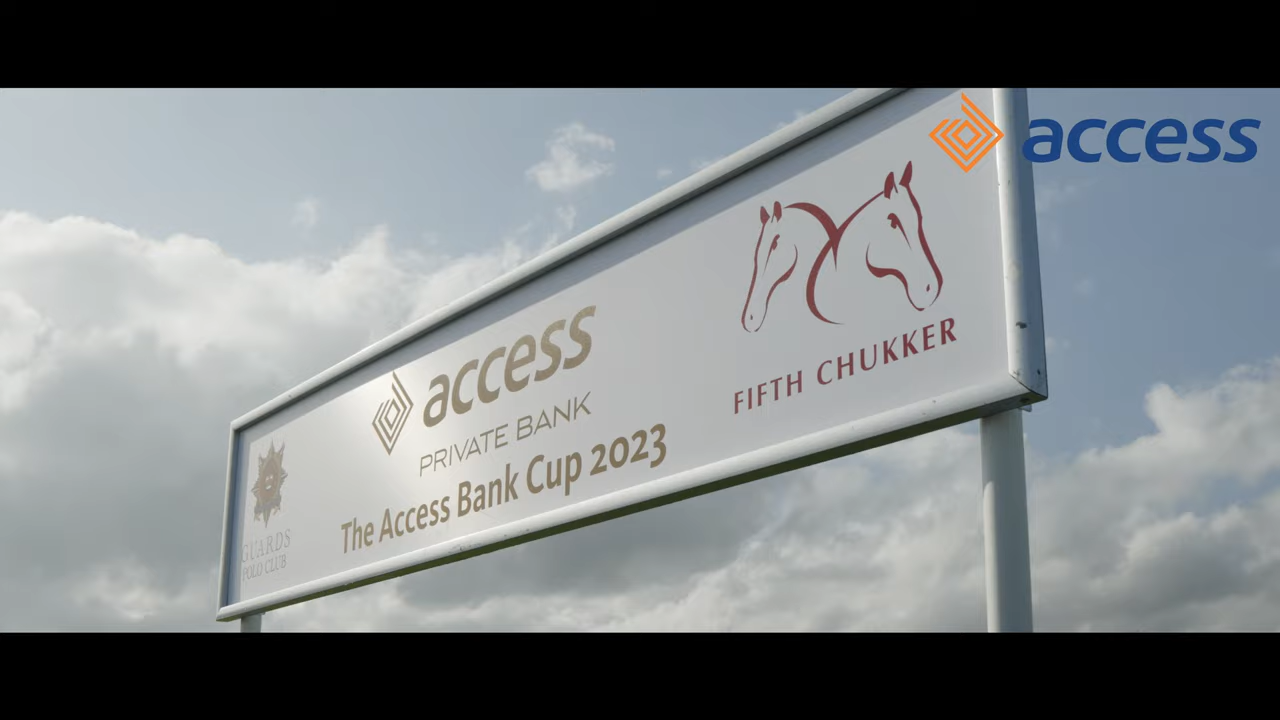 access
access
PRIVATE BANK
The Access Bank Cup 2023
FIFTH CHUKKER
GUARDS
POLO CLUB